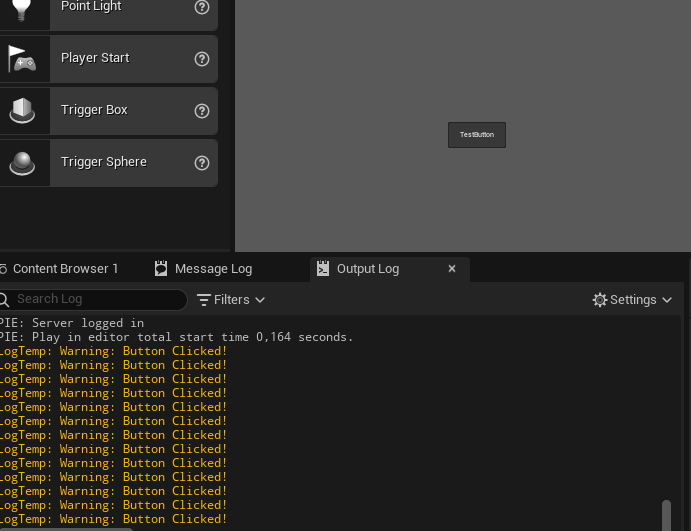 Point Light
Player Start
Trigger Box
Trigger Sphere
TestButton
Content Browser 1
Message Log
Output Log
Search Log
Filters
Settings
PIE: Server logged in
PIE: Play in editor total start time 0,164 seconds.
LogTemp: Warning: Button Clicked!
LogTemp: Warning: Button Clicked!
LogTemp: Warning: Button Clicked!
LogTemp: Warning: Button Clicked!
LogTemp: Warning: Button Clicked!
LogTemp: Warning: Button Clicked!
LogTemp: Warning: Button Clicked!
LogTemp: Warning: Button Clicked!
LogTemp: Warning: Button Clicked!
LogTemp: Warning: Button Clicked!
LogTemp: Warning: Button Clicked!
LogTemp: Warning: Button Clicked!
LogTemp: Warning: Button Clicked!